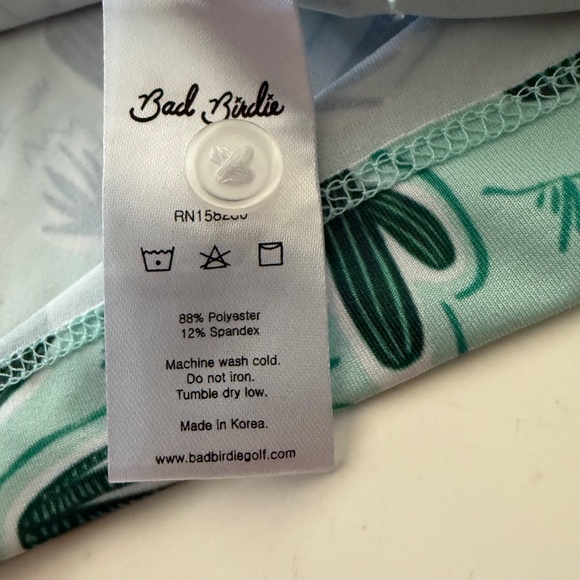 Bad Birdie
88% Polyester
12% Spandex
Machine wash cold.
Do not iron.
Tumble dry low.
Made in Korea.
www.badbirdiegolf.com